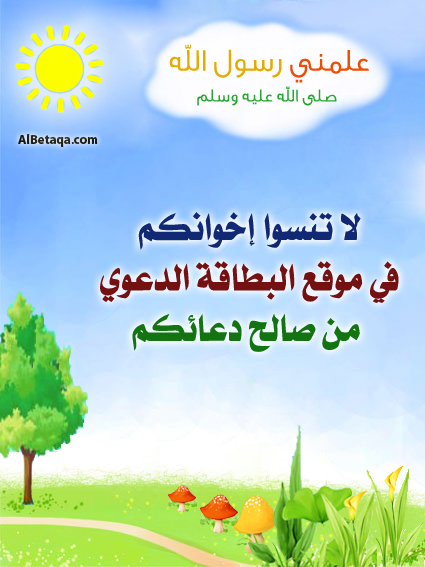 علمني رسول الله
صلى الله عليه وسلم
AlBetaqa.com
لا تنسوا إخوانكم
في موقع البطاقة الدعوي
من صالح دعائكم